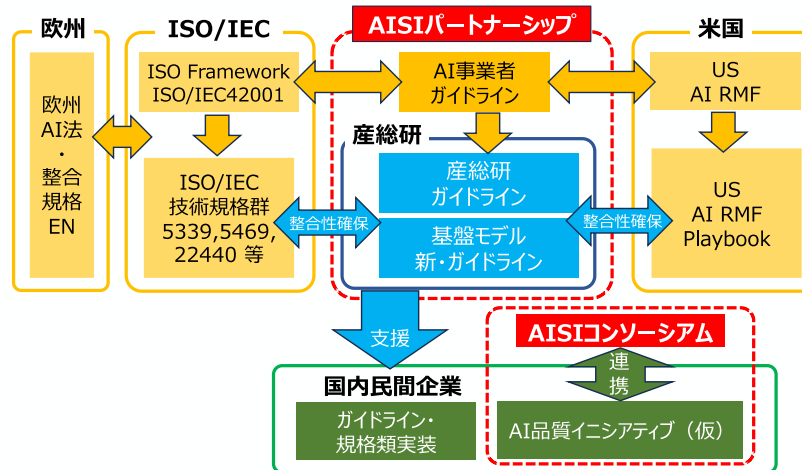 欧州
ISO/IEC
AISIパートナーシップ
米国
欧州
AI法
・
整合
規格
EN
ISO Framework
ISO/IEC42001
AI事業者
ガイドライン
US
AI RMF
産総研
ISO/IEC
技術規格群
5339,5469,
22440 等
整合性確保
産総研
ガイドライン
基盤モデル
新・ガイドライン
整合性確保
US
AI RMF
Playbook
支援
AISIコンソーシアム
連
携
国内民間企業
ガイドライン・
規格類実装
AI品質イニシアティブ（仮）